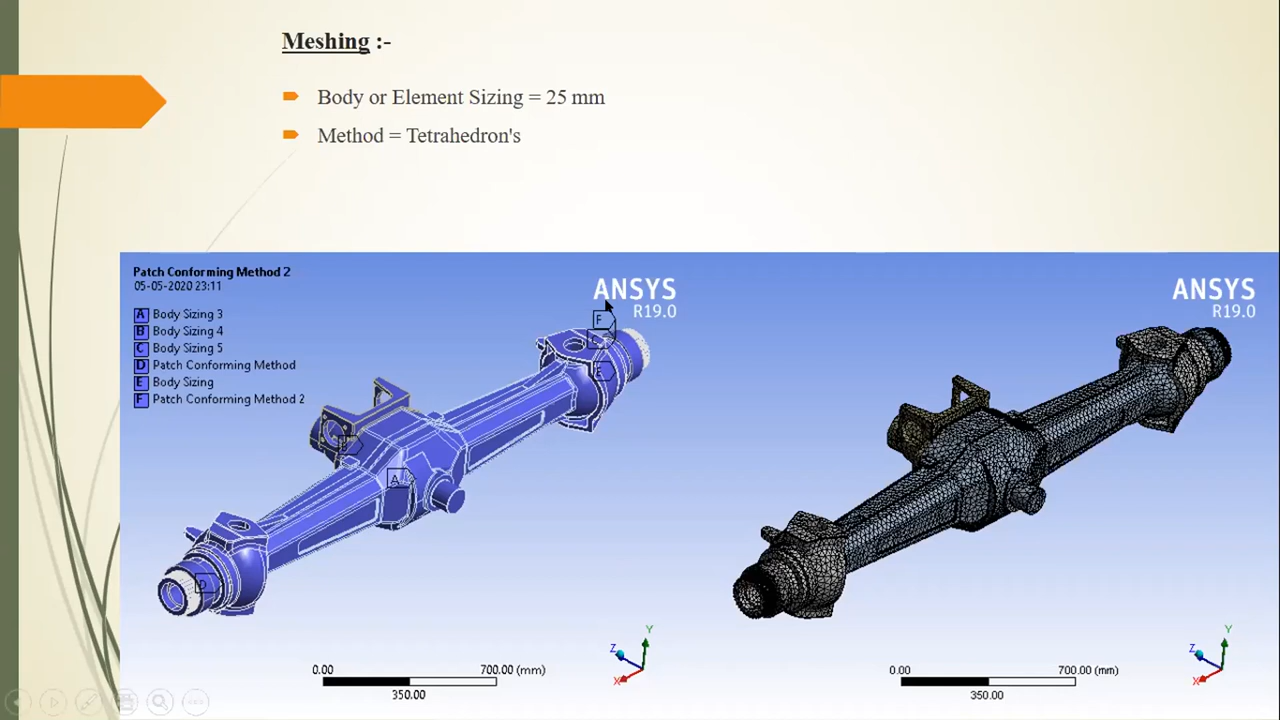 Meshing :-
Body or Element Sizing = 25 mm
Method = Tetrahedron's
Patch Conforming Method 2
05-05-2020 23:11
A Body Sizing 3
B Body Sizing 4
C Body Sizing 5
D Patch Conforming Method
E Body Sizing
F Patch Conforming Method 2
ANSYS
R19.0
F
C
E
A
D
Y
Z
X
0.00 700.00 (mm)
350.00
ANSYS
R19.0
Y
Z
X
0.00 700.00 (mm)
350.00